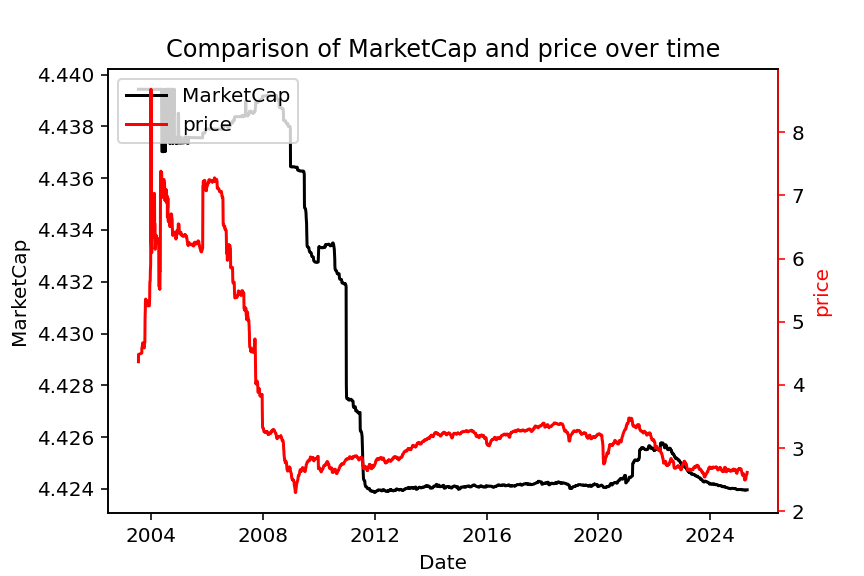 Comparison of MarketCap and price over time
MarketCap
price
4.440
4.438
4.436
4.434
4.432
4.430
4.428
4.426
4.424
MarketCap
8
7
6
5
4
3
2
price
2004 2008 2012 2016 2020 2024
Date